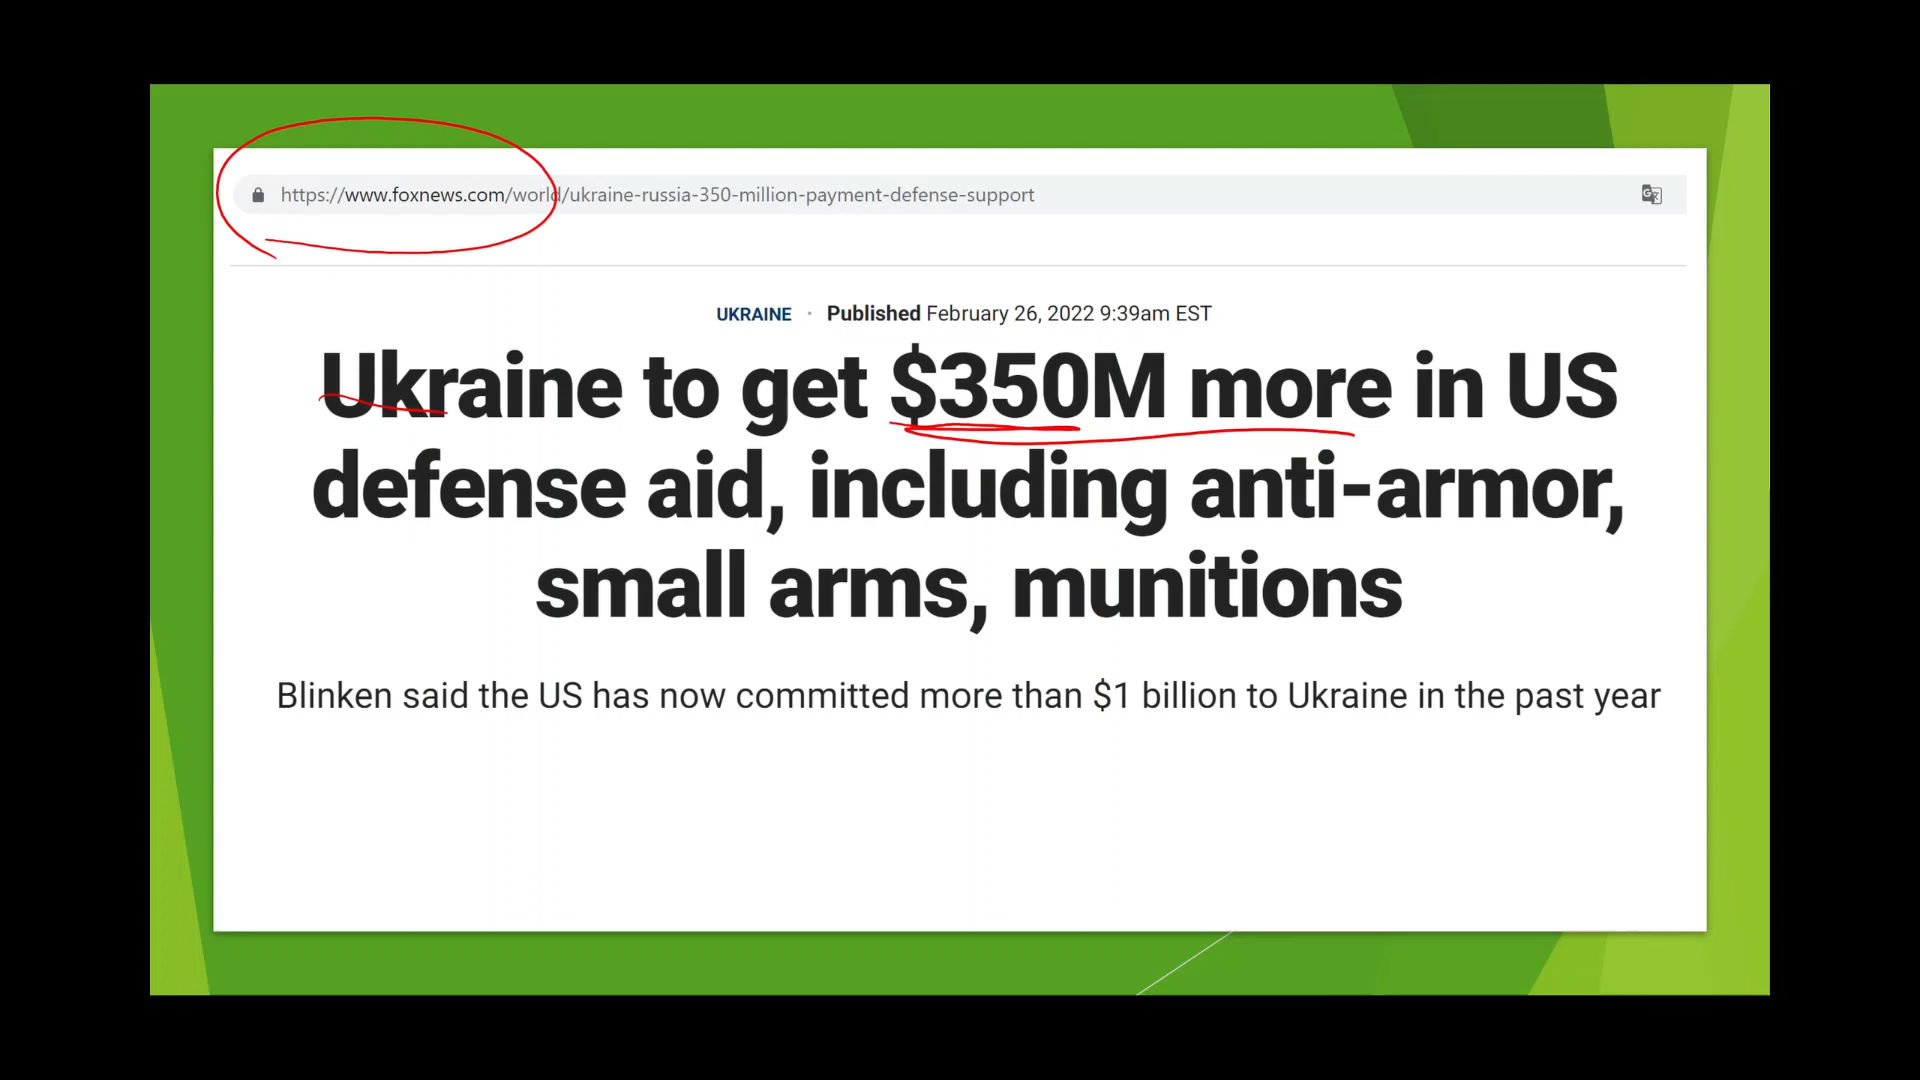 https://www.foxnews.com/world/ukraine-russia-350-million-payment-defense-support
UKRAINE · Published February 26, 2022 9:39am EST
Ukraine to get $350M more in US
defense aid, including anti-armor,
small arms, munitions
Blinken said the US has now committed more than $1 billion to Ukraine in the past year